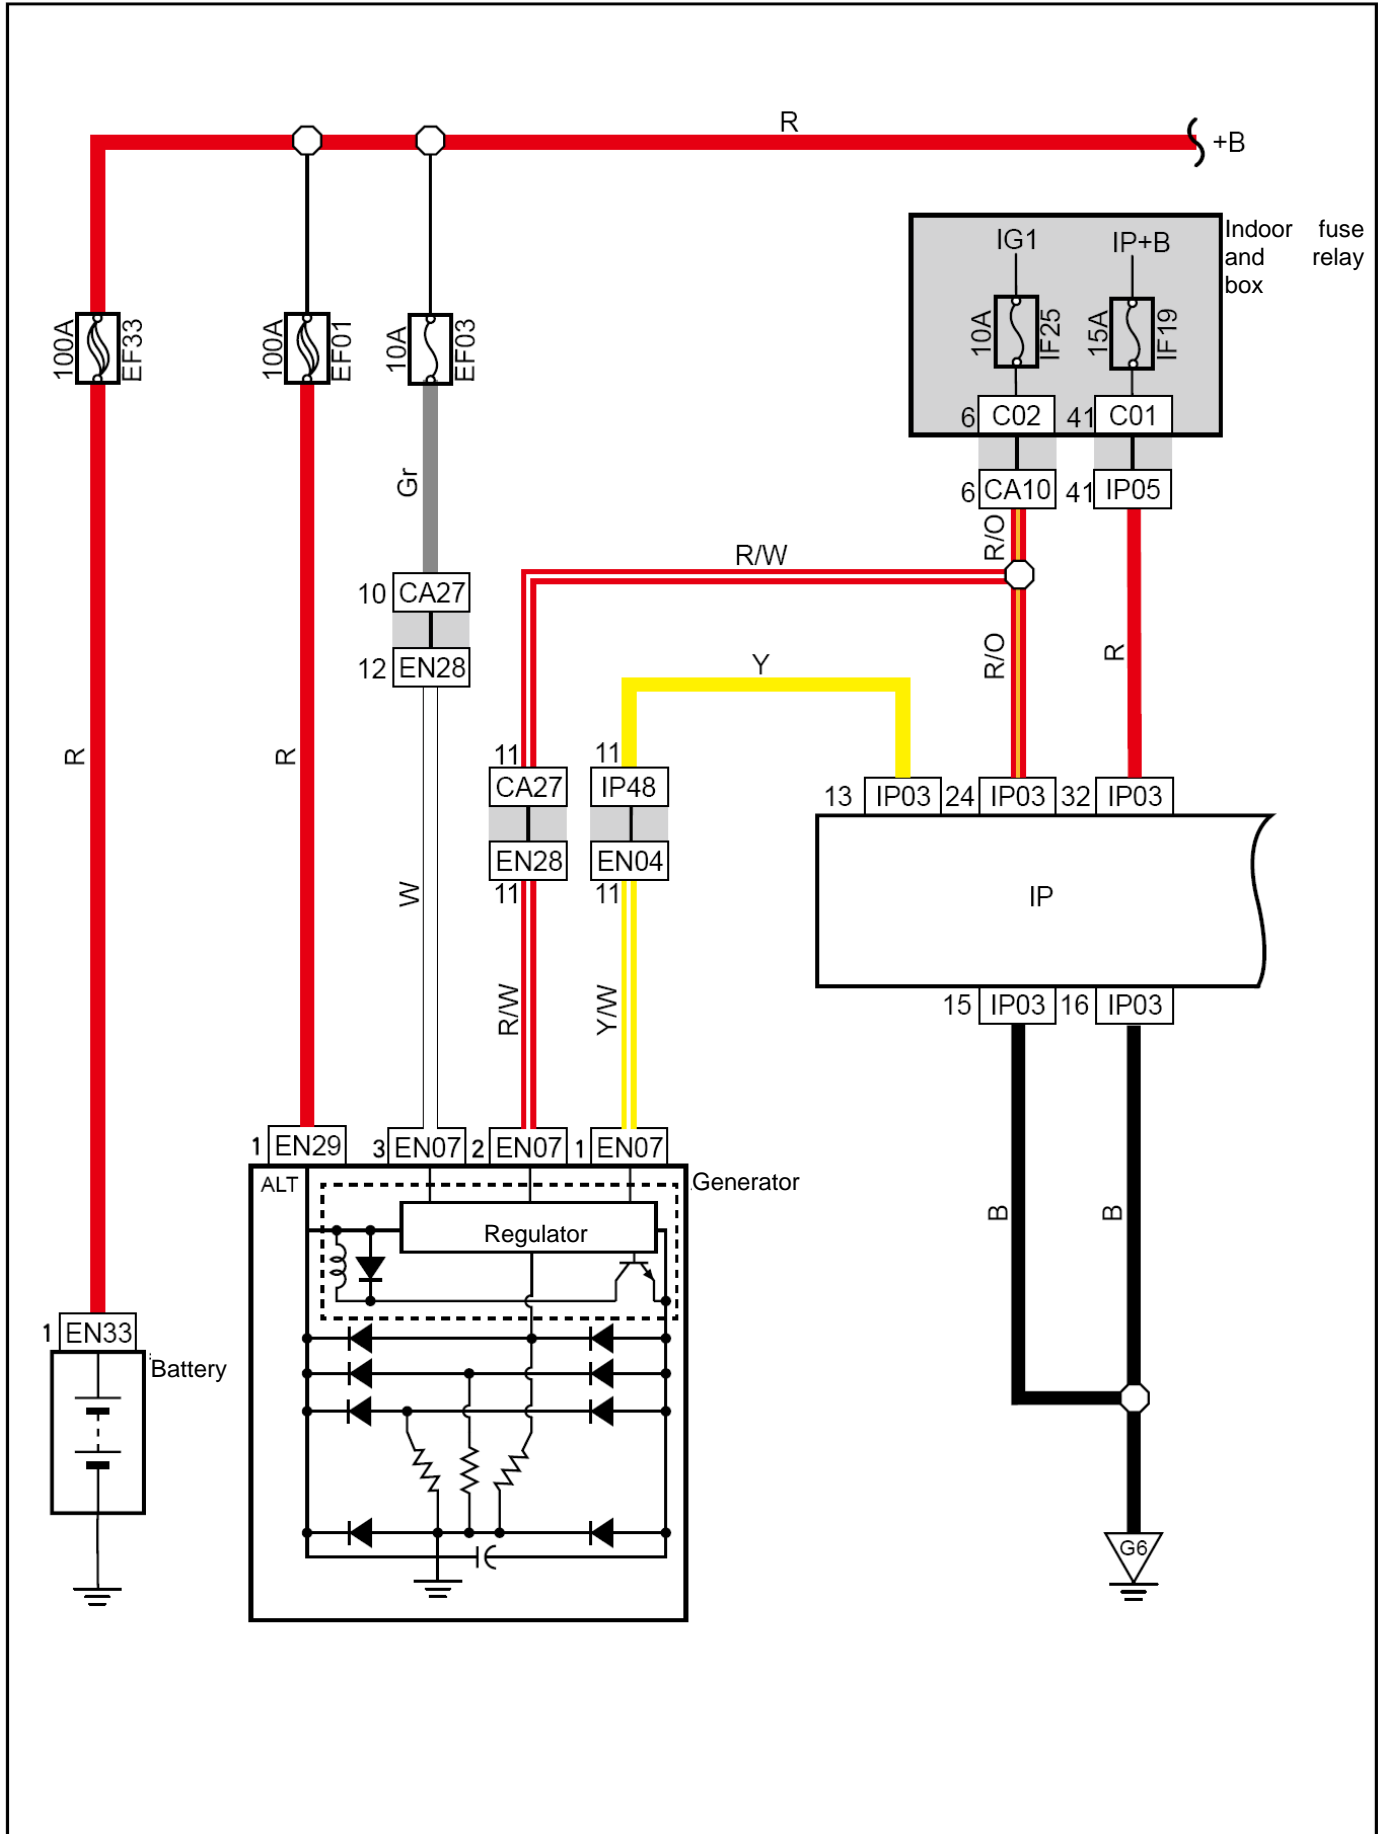 R
+B
Indoor fuse
and relay
box
IG1
IP+B
100A
EF33
100A
EF01
10A
EF03
10A
IF25
15A
IF19
6 C02
41 C01
6 CA10
41 IP05
Gr
R/O
R/W
10 CA27
12 EN28
R/O
R
Y
R
R
11
CA27
EN28
11
11
IP48
EN04
11
13 IP03
24 IP03
32 IP03
IP
W
R/W
Y/W
15 IP03
16 IP03
1 EN29
3 EN07
2 EN07
1 EN07
ALT
Generator
Regulator
B
B
1 EN33
Battery
G6